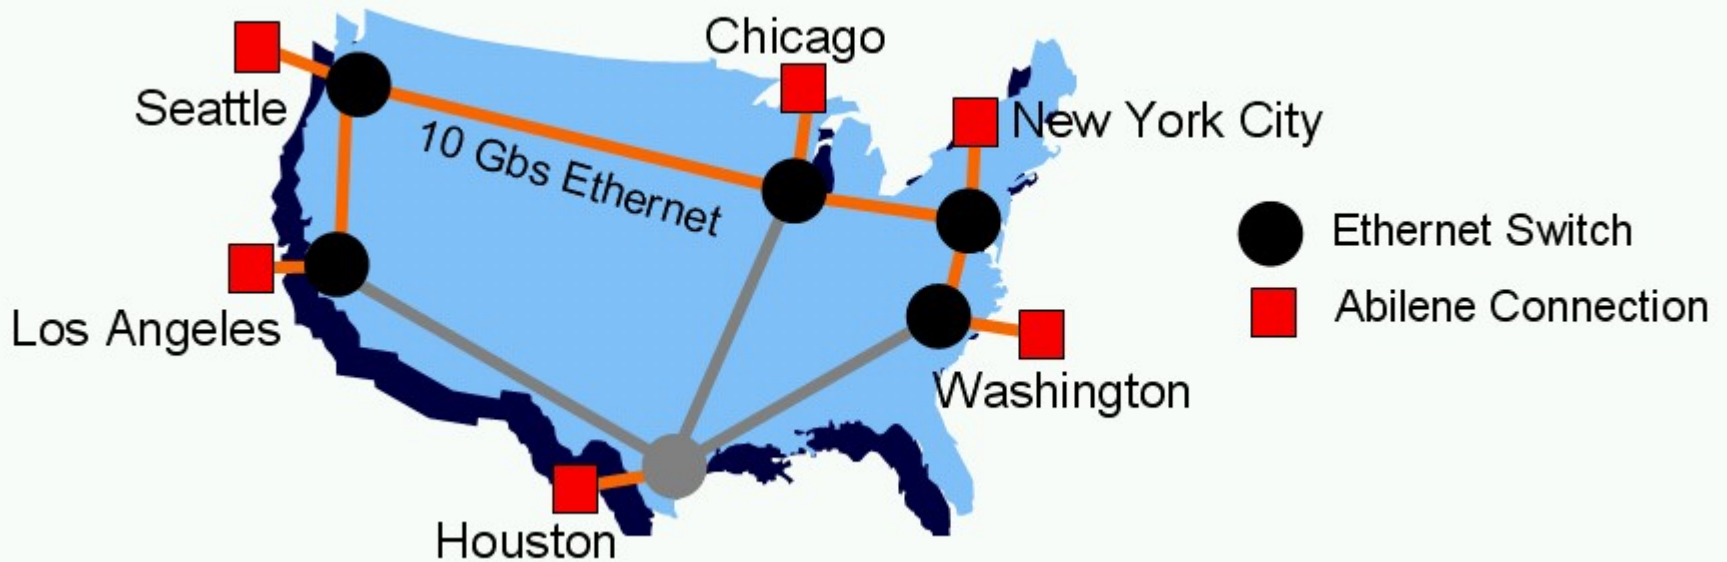 Chicago
Seattle
New York City
10 Gbs Ethernet
Ethernet Switch
Abilene Connection
Los Angeles
Washington
Houston